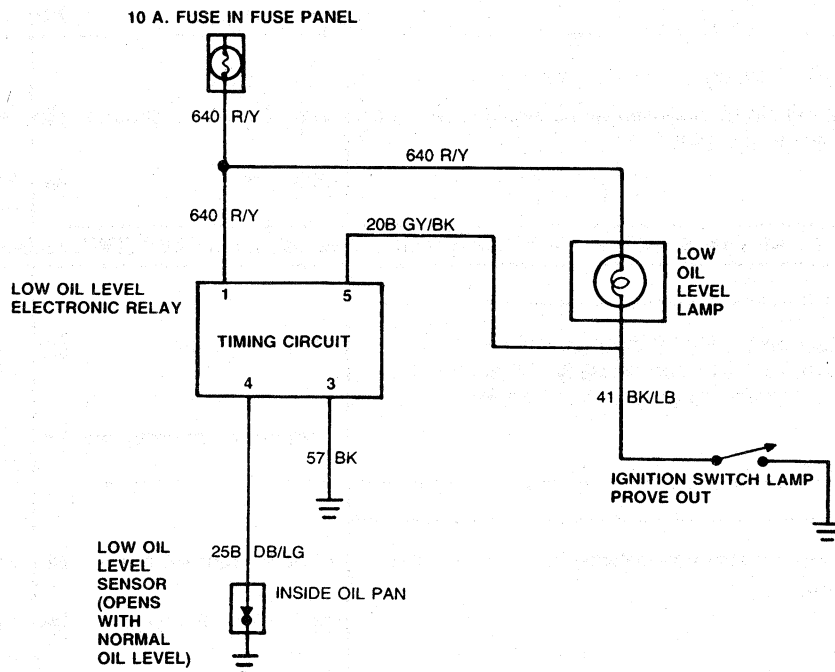 10 A. FUSE IN FUSE PANEL
640 R/Y
640 R/Y
640 R/Y
20B GY/BK
LOW OIL LEVEL
ELECTRONIC RELAY
1
5
TIMING CIRCUIT
4
3
LOW
OIL
LEVEL
LAMP
41 BK/LB
57 BK
IGNITION SWITCH LAMP
PROVE OUT
25B DB/LG
LOW OIL
LEVEL
SENSOR
(OPENS
WITH
NORMAL
OIL LEVEL)
INSIDE OIL PAN